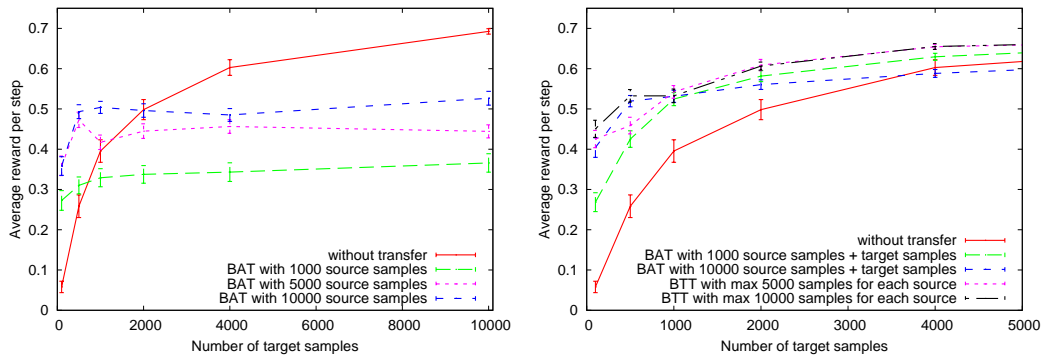 0.7
0.6
0.5
0.4
0.3
0.2
0.1
0
Average reward per step
0 2000 4000 6000 8000 10000
Number of target samples
without transfer
BAT with 1000 source samples
BAT with 5000 source samples
BAT with 10000 source samples
0.7
0.6
0.5
0.4
0.3
0.2
0.1
0
Average reward per step
0 1000 2000 3000 4000 5000
Number of target samples
without transfer
BAT with 1000 source samples + target samples
BAT with 10000 source samples + target samples
BTT with max 5000 samples for each source
BTT with max 10000 samples for each source